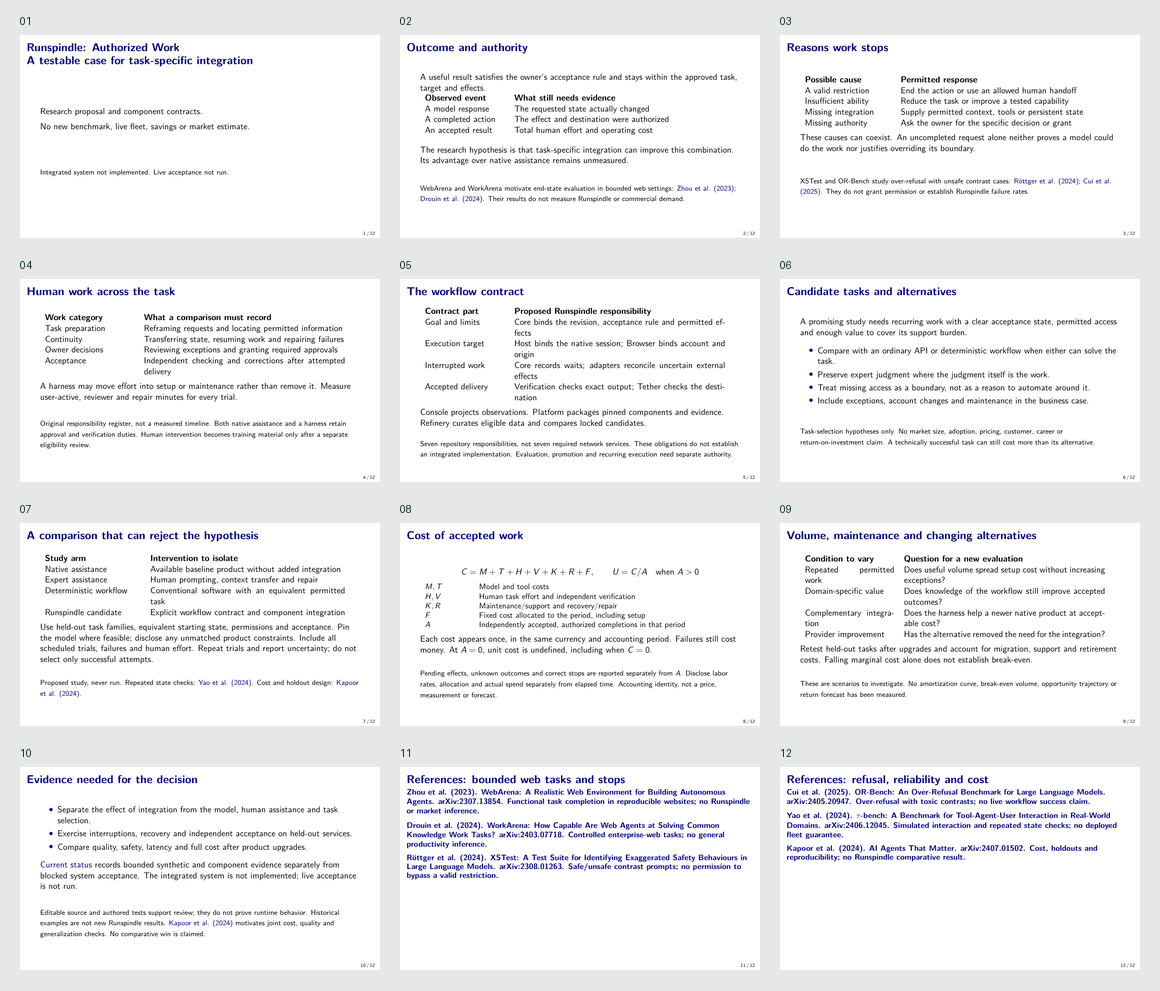 01
Runspindle: Authorized Work
A testable case for task-specific integration
Research proposal and component contracts.
No new benchmark, live fleet, savings or market estimate.
Integrated system not implemented. Live acceptance not run.
1 / 12
02
Outcome and authority
A useful result satisfies the owner's acceptance rule and stays within the approved task,
target and effects.
Observed event What still needs evidence
A model response The requested state actually changed
A completed action The effect and destination were authorized
An accepted result Total human effort and operating cost
The research hypothesis is that task-specific integration can improve this combination.
Its advantage over native assistance remains unmeasured.
WebArena and WorkArena motivate end-state evaluation in bounded web settings: Zhou et al. (2023);
Drouin et al. (2024). Their results do not measure Runspindle or commercial demand.
2 / 12
03
Reasons work stops
Possible cause Permitted response
A valid restriction End the action or use an allowed human handoff
Insufficient ability Reduce the task or improve a tested capability
Missing integration Supply permitted context, tools or persistent state
Missing authority Ask the owner for the specific decision or grant
These causes can coexist. An uncompleted request alone neither proves a model could
do the work nor justifies overriding its boundary.
XSTest and OR-Bench study over-refusal with unsafe contrast cases: Röttger et al. (2024); Cui et al.
(2025). They do not grant permission or establish Runspindle failure rates.
3 / 12
04
Human work across the task
Work category What a comparison must record
Task preparation Reframing requests and locating permitted information
Continuity Transferring state, resuming work and repairing failures
Owner decisions Reviewing exceptions and granting required approvals
Acceptance Independent checking and corrections after attempted
delivery
A harness may move effort into setup or maintenance rather than remove it. Measure
user-active, reviewer and repair minutes for every trial.
Original responsibility register, not a measured timeline. Both native assistance and a harness retain
approval and verification duties. Human intervention becomes training material only after a separate
eligibility review.
4 / 12
05
The workflow contract
Contract part Proposed Runspindle responsibility
Goal and limits Core binds the revision, acceptance rule and permitted ef-
fects
Execution target Host binds the native session; Browser binds account and
origin
Interrupted work Core records waits; adapters reconcile uncertain external
effects
Accepted delivery Verification checks exact output; Tether checks the desti-
nation
Console projects observations. Platform packages pinned components and evidence.
Refinery curates eligible data and compares locked candidates.
Seven repository responsibilities, not seven required network services. These obligations do not establish
an integrated implementation. Evaluation, promotion and recurring execution need separate authority.
5 / 12
06
Candidate tasks and alternatives
A promising study needs recurring work with a clear acceptance state, permitted access
and enough value to cover its support burden.
• Compare with an ordinary API or deterministic workflow when either can solve the
task.
• Preserve expert judgment where the judgment itself is the work.
• Treat missing access as a boundary, not as a reason to automate around it.
• Include exceptions, account changes and maintenance in the business case.
Task-selection hypotheses only. No market size, adoption, pricing, customer, career or
return-on-investment claim. A technically successful task can still cost more than its alternative.
6 / 12
07
A comparison that can reject the hypothesis
Study arm Intervention to isolate
Native assistance Available baseline product without added integration
Expert assistance Human prompting, context transfer and repair
Deterministic workflow Conventional software with an equivalent permitted
task
Runspindle candidate Explicit workflow contract and component integration
Use held-out task families, equivalent starting state, permissions and acceptance. Pin
the model where feasible; disclose any unmatched product constraints. Include all
scheduled trials, failures and human effort. Repeat trials and report uncertainty; do not
select only successful attempts.
Proposed study, never run. Repeated state checks: Yao et al. (2024). Cost and holdout design: Kapoor
et al. (2024).
7 / 12
08
Cost of accepted work
C = M + T + H + V + K + R + F, U = C/A when A > 0
M, T Model and tool costs
H, V Human task effort and independent verification
K, R Maintenance/support and recovery/repair
F Fixed cost allocated to the period, including setup
A Independently accepted, authorized completions in that period
Each cost appears once, in the same currency and accounting period. Failures still cost
money. At A = 0, unit cost is undefined, including when C = 0.
Pending effects, unknown outcomes and correct stops are reported separately from A. Disclose labor
rates, allocation and actual spend separately from elapsed time. Accounting identity, not a price,
measurement or forecast.
8 / 12
09
Volume, maintenance and changing alternatives
Condition to vary Question for a new evaluation
Repeated permitted Does useful volume spread setup cost without increasing
work exceptions?
Domain-specific value Does knowledge of the workflow still improve accepted
outcomes?
Complementary integra- Does the harness help a newer native product at accept-
tion able cost?
Provider improvement Has the alternative removed the need for the integration?
Retest held-out tasks after upgrades and account for migration, support and retirement
costs. Falling marginal cost alone does not establish break-even.
These are scenarios to investigate. No amortization curve, break-even volume, opportunity trajectory or
return forecast has been measured.
9 / 12
10
Evidence needed for the decision
• Separate the effect of integration from the model, human assistance and task
selection.
• Exercise interruptions, recovery and independent acceptance on held-out services.
• Compare quality, safety, latency and full cost after product upgrades.
Current status records bounded synthetic and component evidence separately from
blocked system acceptance. The integrated system is not implemented; live acceptance
is not run.
Editable source and authored tests support review; they do not prove runtime behavior. Historical
examples are not new Runspindle results. Kapoor et al. (2024) motivates joint cost, quality and
generalization checks. No comparative win is claimed.
10 / 12
11
References: bounded web tasks and stops
Zhou et al. (2023). WebArena: A Realistic Web Environment for Building Autonomous
Agents. arXiv:2307.13854. Functional task completion in reproducible websites; no Runspindle
or market inference.
Drouin et al. (2024). WorkArena: How Capable Are Web Agents at Solving Common
Knowledge Work Tasks? arXiv:2403.07718. Controlled enterprise-web tasks; no general
productivity inference.
Röttger et al. (2024). XSTest: A Test Suite for Identifying Exaggerated Safety Behaviours in
Large Language Models. arXiv:2308.01263. Safe/unsafe contrast prompts; no permission to
bypass a valid restriction.
11 / 12
12
References: refusal, reliability and cost
Cui et al. (2025). OR-Bench: An Over-Refusal Benchmark for Large Language Models.
arXiv:2405.20947. Over-refusal with toxic contrasts; no live workflow success claim.
Yao et al. (2024). τ-bench: A Benchmark for Tool-Agent-User Interaction in Real-World
Domains. arXiv:2406.12045. Simulated interaction and repeated state checks; no deployed
fleet guarantee.
Kapoor et al. (2024). AI Agents That Matter. arXiv:2407.01502. Cost, holdouts and
reproducibility; no Runspindle comparative result.
12 / 12